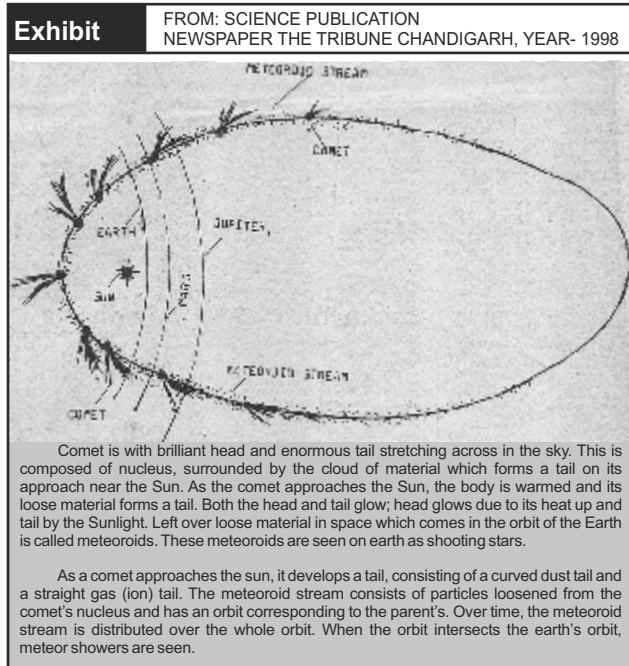 Exhibit
FROM: SCIENCE PUBLICATION
NEWSPAPER THE TRIBUNE CHANDIGARH, YEAR- 1998
METEOROID STREAM
COMET
EARTH
JUPITER,
SUN
MARS
METEOROID STREAM
COMET
Comet is with brilliant head and enormous tail stretching across in the sky. This is
composed of nucleus, surrounded by the cloud of material which forms a tail on its
approach near the Sun. As the comet approaches the Sun, the body is warmed and its
loose material forms a tail. Both the head and tail glow; head glows due to its heat up and
tail by the Sunlight. Left over loose material in space which comes in the orbit of the Earth
is called meteoroids. These meteoroids are seen on earth as shooting stars.
As a comet approaches the sun, it develops a tail, consisting of a curved dust tail and
a straight gas (ion) tail. The meteoroid stream consists of particles loosened from the
comet's nucleus and has an orbit corresponding to the parent's. Over time, the meteoroid
stream is distributed over the whole orbit. When the orbit intersects the earth's orbit,
meteor showers are seen.